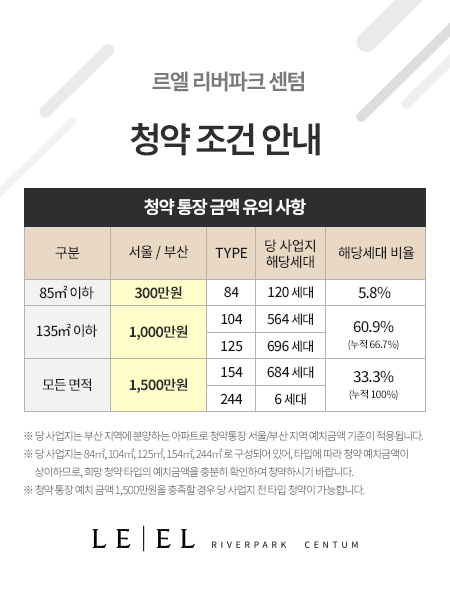 르엘 리버파크 센텀
청약 조건 안내
청약 통장 금액 유의 사항
구분 서울 / 부산 TYPE 당 사업지 해당세대 해당세대 비율
85㎡ 이하 300만원 84 120 세대 5.8%
135㎡ 이하 1,000만원 104 564 세대 60.9%
125 696 세대 (누적 66.7%)
모든 면적 1,500만원 154 684 세대 33.3%
244 6 세대 (누적 100%)
※ 당 사업지는 부산 지역에 분양하는 아파트로 청약통장 서울/부산 지역 예치금액 기준이 적용됩니다.
※ 당 사업지는 84㎡, 104㎡, 125㎡, 154㎡, 244㎡ 로 구성되어 있어, 타입에 따라 청약 예치금액이
상이하므로, 희망 청약 타입의 예치금액을 충분히 확인하여 청약하시기 바랍니다.
※ 청약 통장 예치 금액 1,500만원을 충족할 경우 당 사업지 전 타입 청약이 가능합니다.
LE|EL RIVERPARK CENTUM